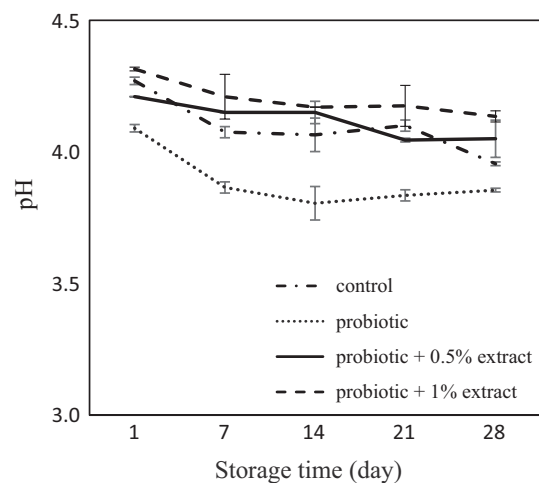 4.5
4.0
pH
3.5
3.0
control
probiotic
probiotic + 0.5% extract
probiotic + 1% extract
1 7 14 21 28
Storage time (day)